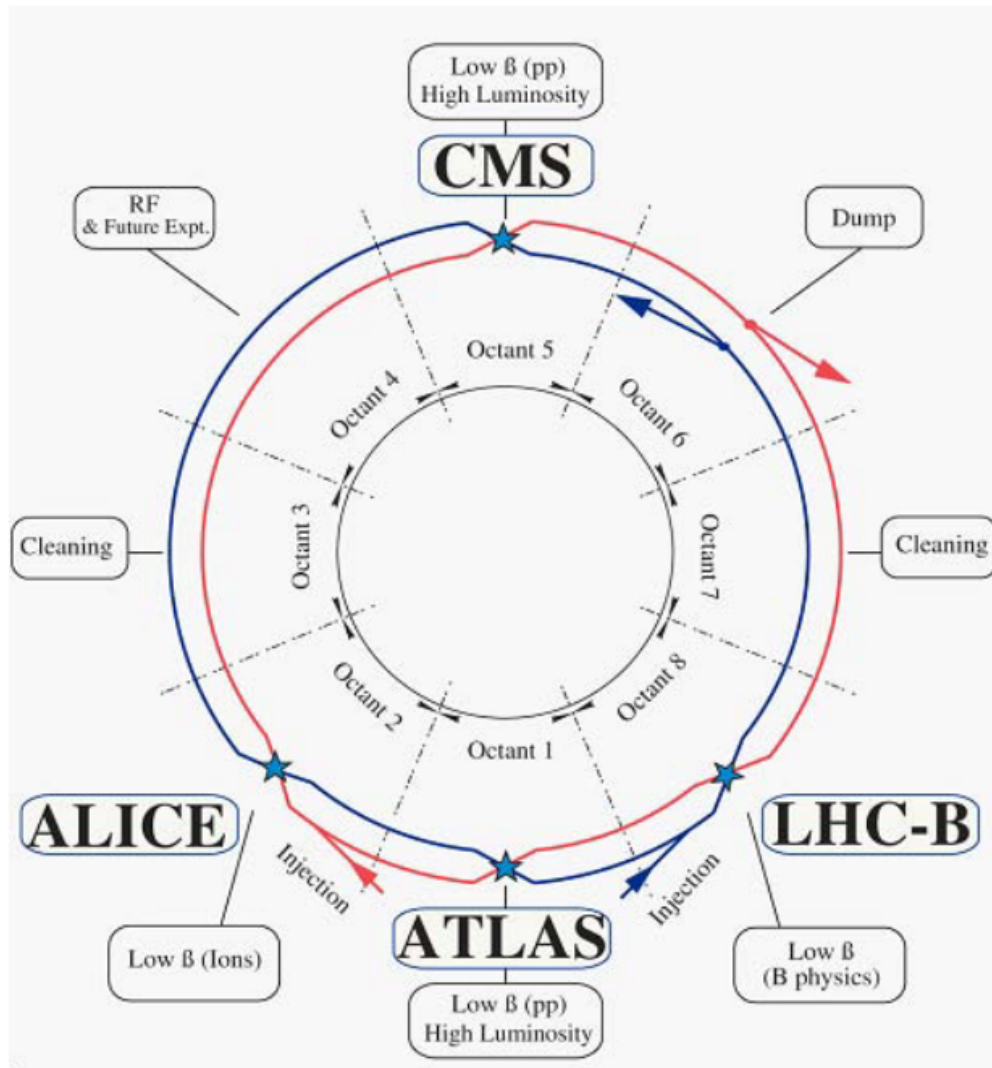 Low ß (pp)
High Luminosity
CMS
RF
& Future Expt.
Dump
Octant 5
Octant 4
Octant 6
Cleaning
Octant 3
Octant 7
Cleaning
Octant 2
Octant 8
Octant 1
ALICE
LHC-B
Injection
Injection
ATLAS
Low ß (Ions)
Low ß
(B physics)
Low ß (pp)
High Luminosity